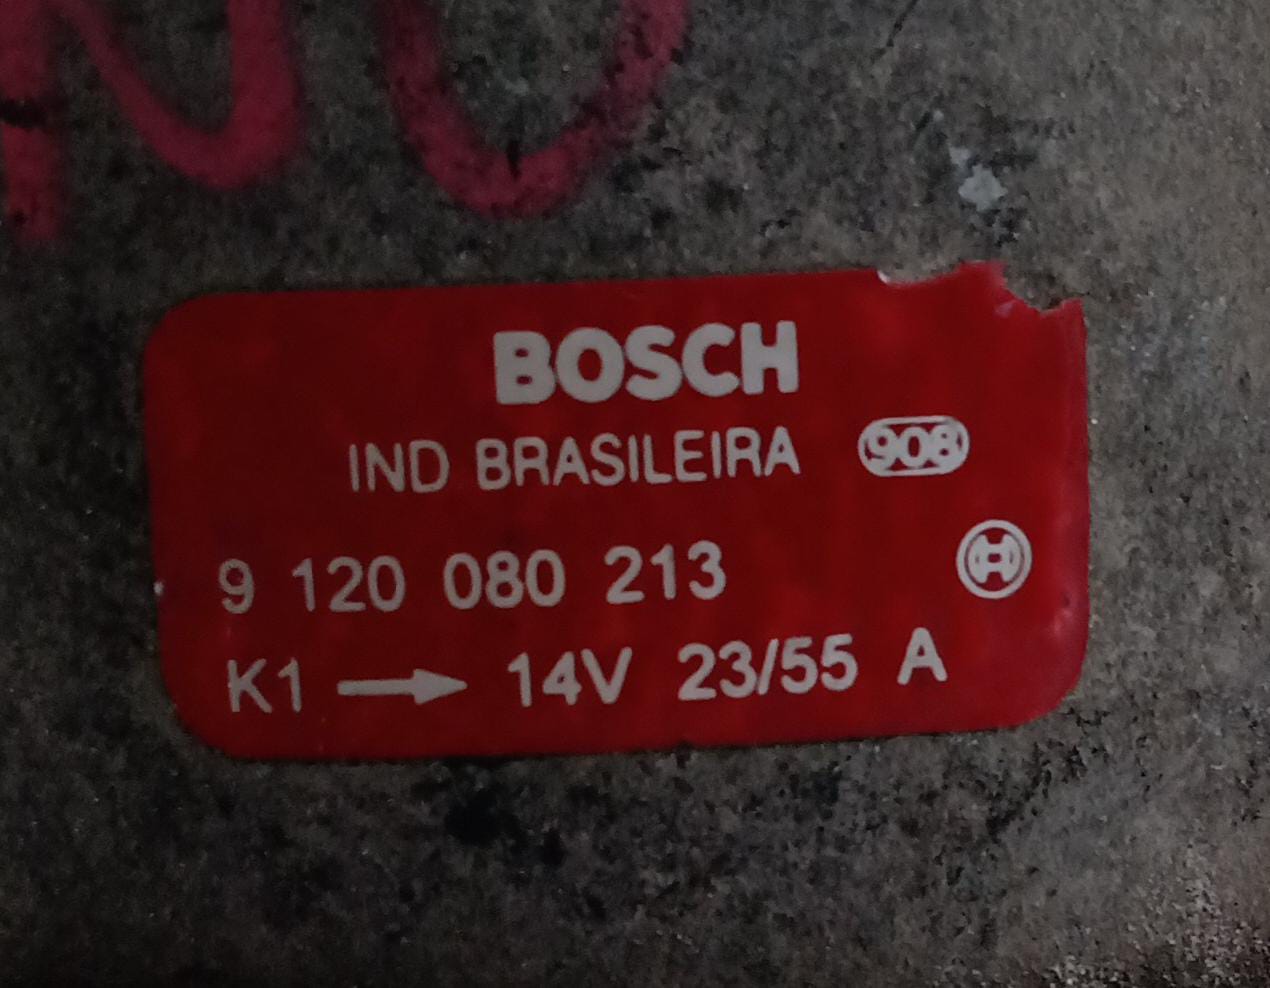 BOSCH
IND BRASILEIRA 908
9 120 080 213
K1 → 14V 23/55 A